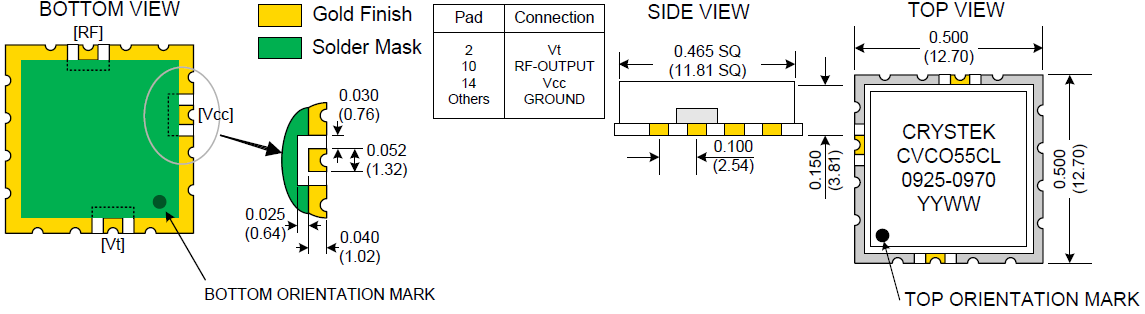 BOTTOM VIEW
[RF]
[Vcc]
[Vt]
BOTTOM ORIENTATION MARK
Gold Finish
Solder Mask
0.030
(0.76)
0.052
(1.32)
0.025
(0.64)
0.040
(1.02)
Pad Connection
2 Vt
10 RF-OUTPUT
14 Vcc
Others GROUND
SIDE VIEW
0.465 SQ
(11.81 SQ)
0.100
(2.54)
0.150
(3.81)
TOP VIEW
0.500
(12.70)
CRYSTEK
CVCO55CL
0925-0970
YYWW
0.500
(12.70)
TOP ORIENTATION MARK